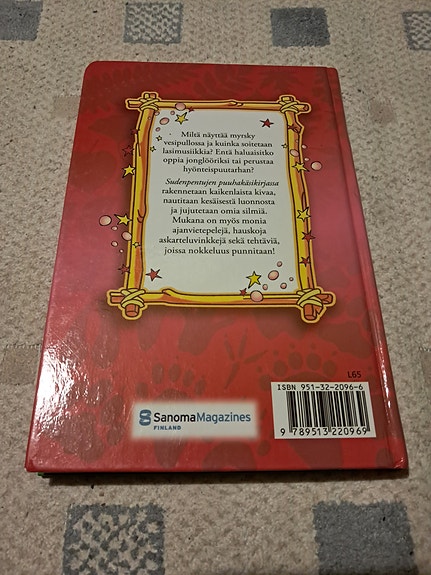 Miltä näyttää myrsky
vesipullossa ja kuinka soitetaan
lasimusiikkia? Entä haluaisitko
oppia jonglööriksi tai perustaa
hyönteispuutarhan?
Sudenpentujen puuhakäsikirjassa
rakennetaan kaikenlaista kivaa,
nautitaan kesäisestä luonnosta
ja jujutetaan omia silmiä.
Mukana on myös monia
ajanvietepelejä, hauskoja
askarteluvinkkejä sekä tehtäviä,
joissa nokkeluus punnitaan!
L65
ISBN 951-32-2096-6
9 789513 220969
SanomaMagazines
FINLAND